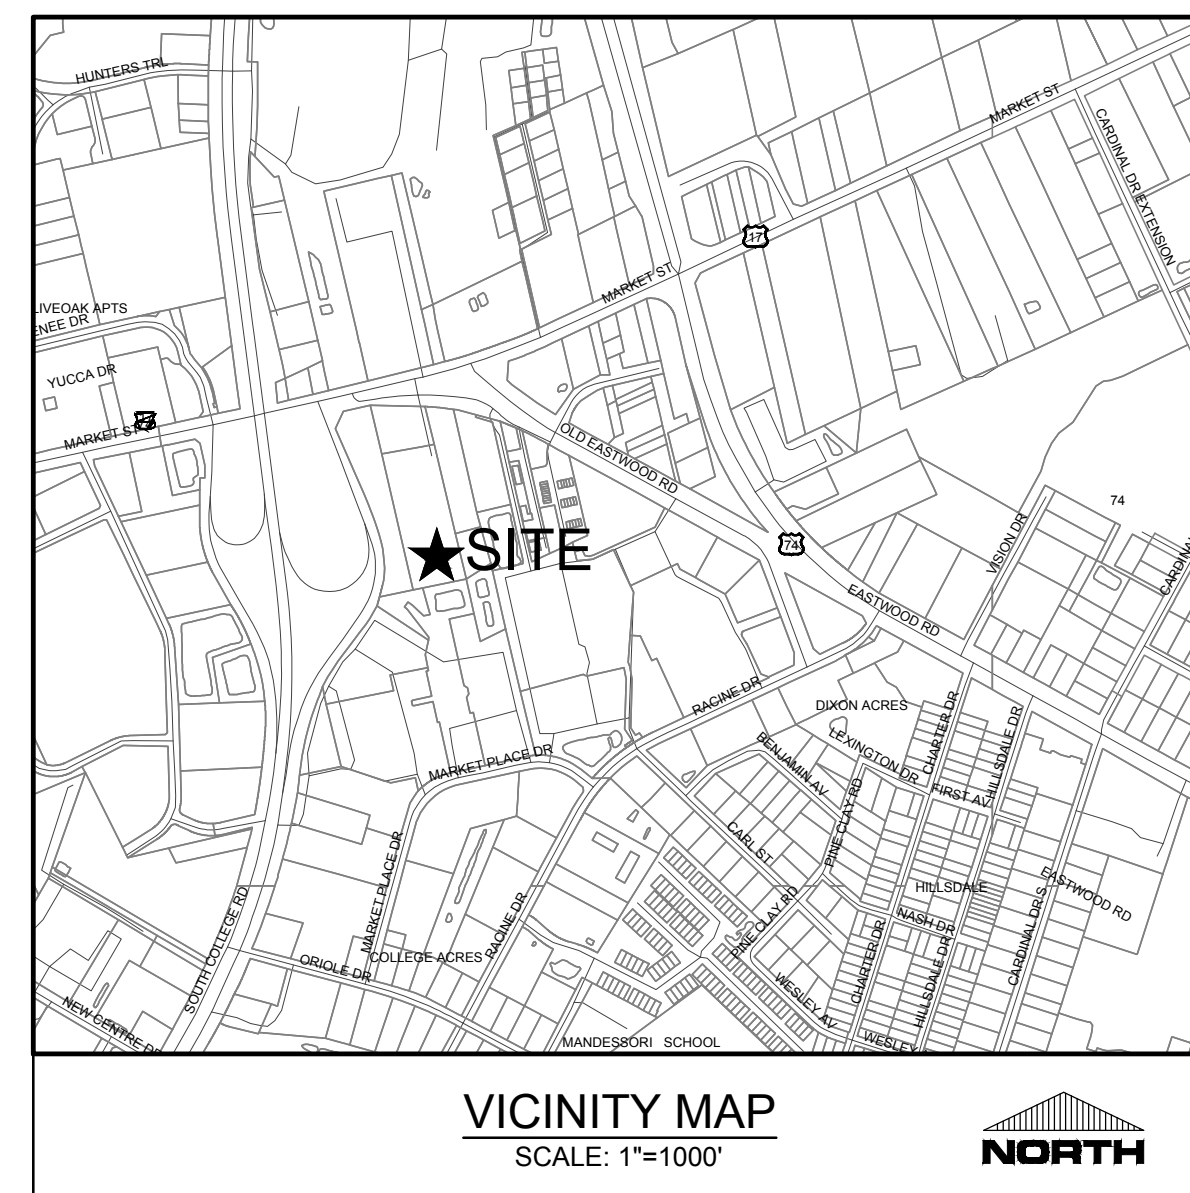 HUNTERS TRL
MARKET ST
CARDINAL DR EXTENSION
17
MARKET ST
LIVEOAK APTS
ENEE DR
YUCCA DR
MARKET ST
OLD EASTWOOD RD
74
VISION DR
SITE
74
CARDINA
EASTWOOD RD
RACINE DR
DIXON ACRES
CHARTER DR
HILLSDALE DR
BENJAMIN AV
LEXINGTON DR
MARKET PLACE DR
FIRST AV
PINE CLAY RD
CARL ST
MARKET PLACE DR
HILLSDALE
EASTWOOD RD
SOUTH COLLEGE RD
RACINE DR
PINE CLAY RD
NASH DR
CARDINAL DR S
COLLEGE ACRES
ORIOLE DR
CHARTER DR
HILLSDALE DR
WESLEY AV
NEW CENTRE DR
MANDESSORI SCHOOL
WESLEY
VICINITY MAP
SCALE: 1"=1000'
NORTH